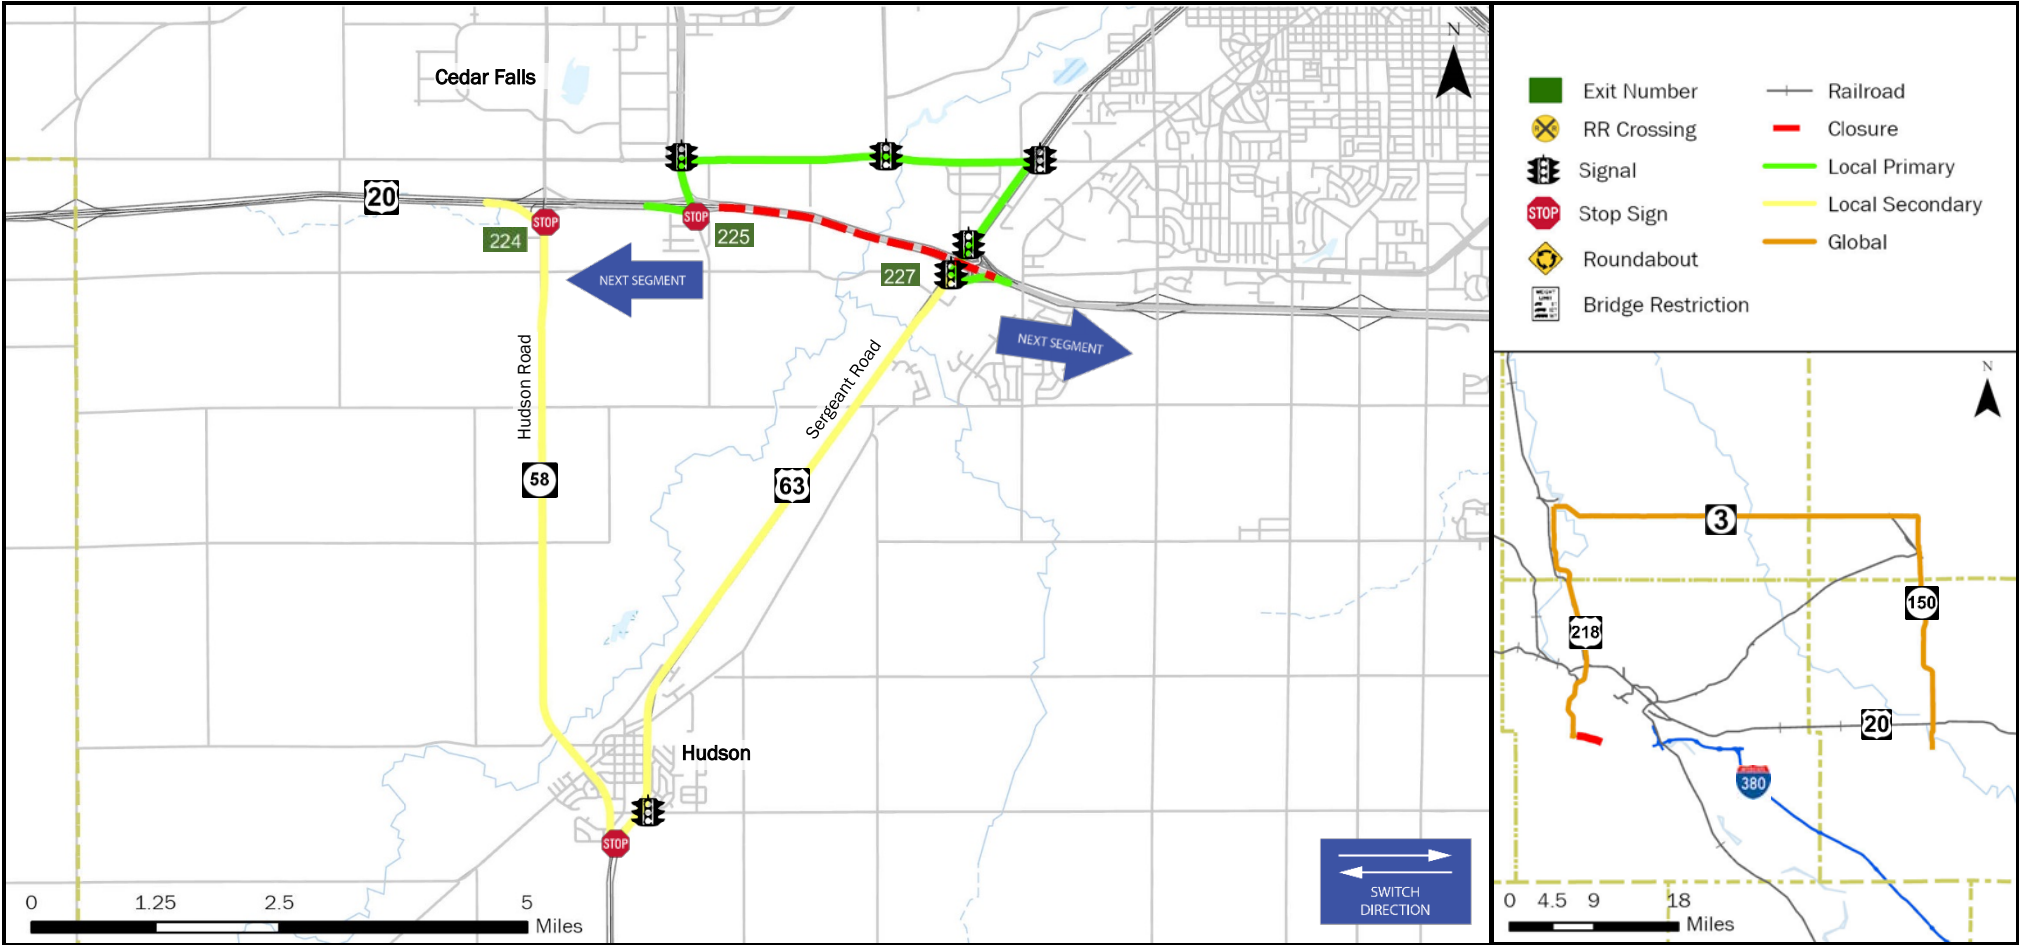 Cedar Falls
N
20
STOP
STOP
224
225
227
NEXT SEGMENT
NEXT SEGMENT
Hudson Road
Sergeant Road
58
63
Hudson
STOP
0 1.25 2.5 5
Miles
SWITCH
DIRECTION
Exit Number
RR Crossing
Signal
STOP Stop Sign
Roundabout
WEIGHT
LIMIT
Bridge Restriction
Railroad
Closure
Local Primary
Local Secondary
Global
N
3
150
218
20
380
0 4.5 9 18
Miles